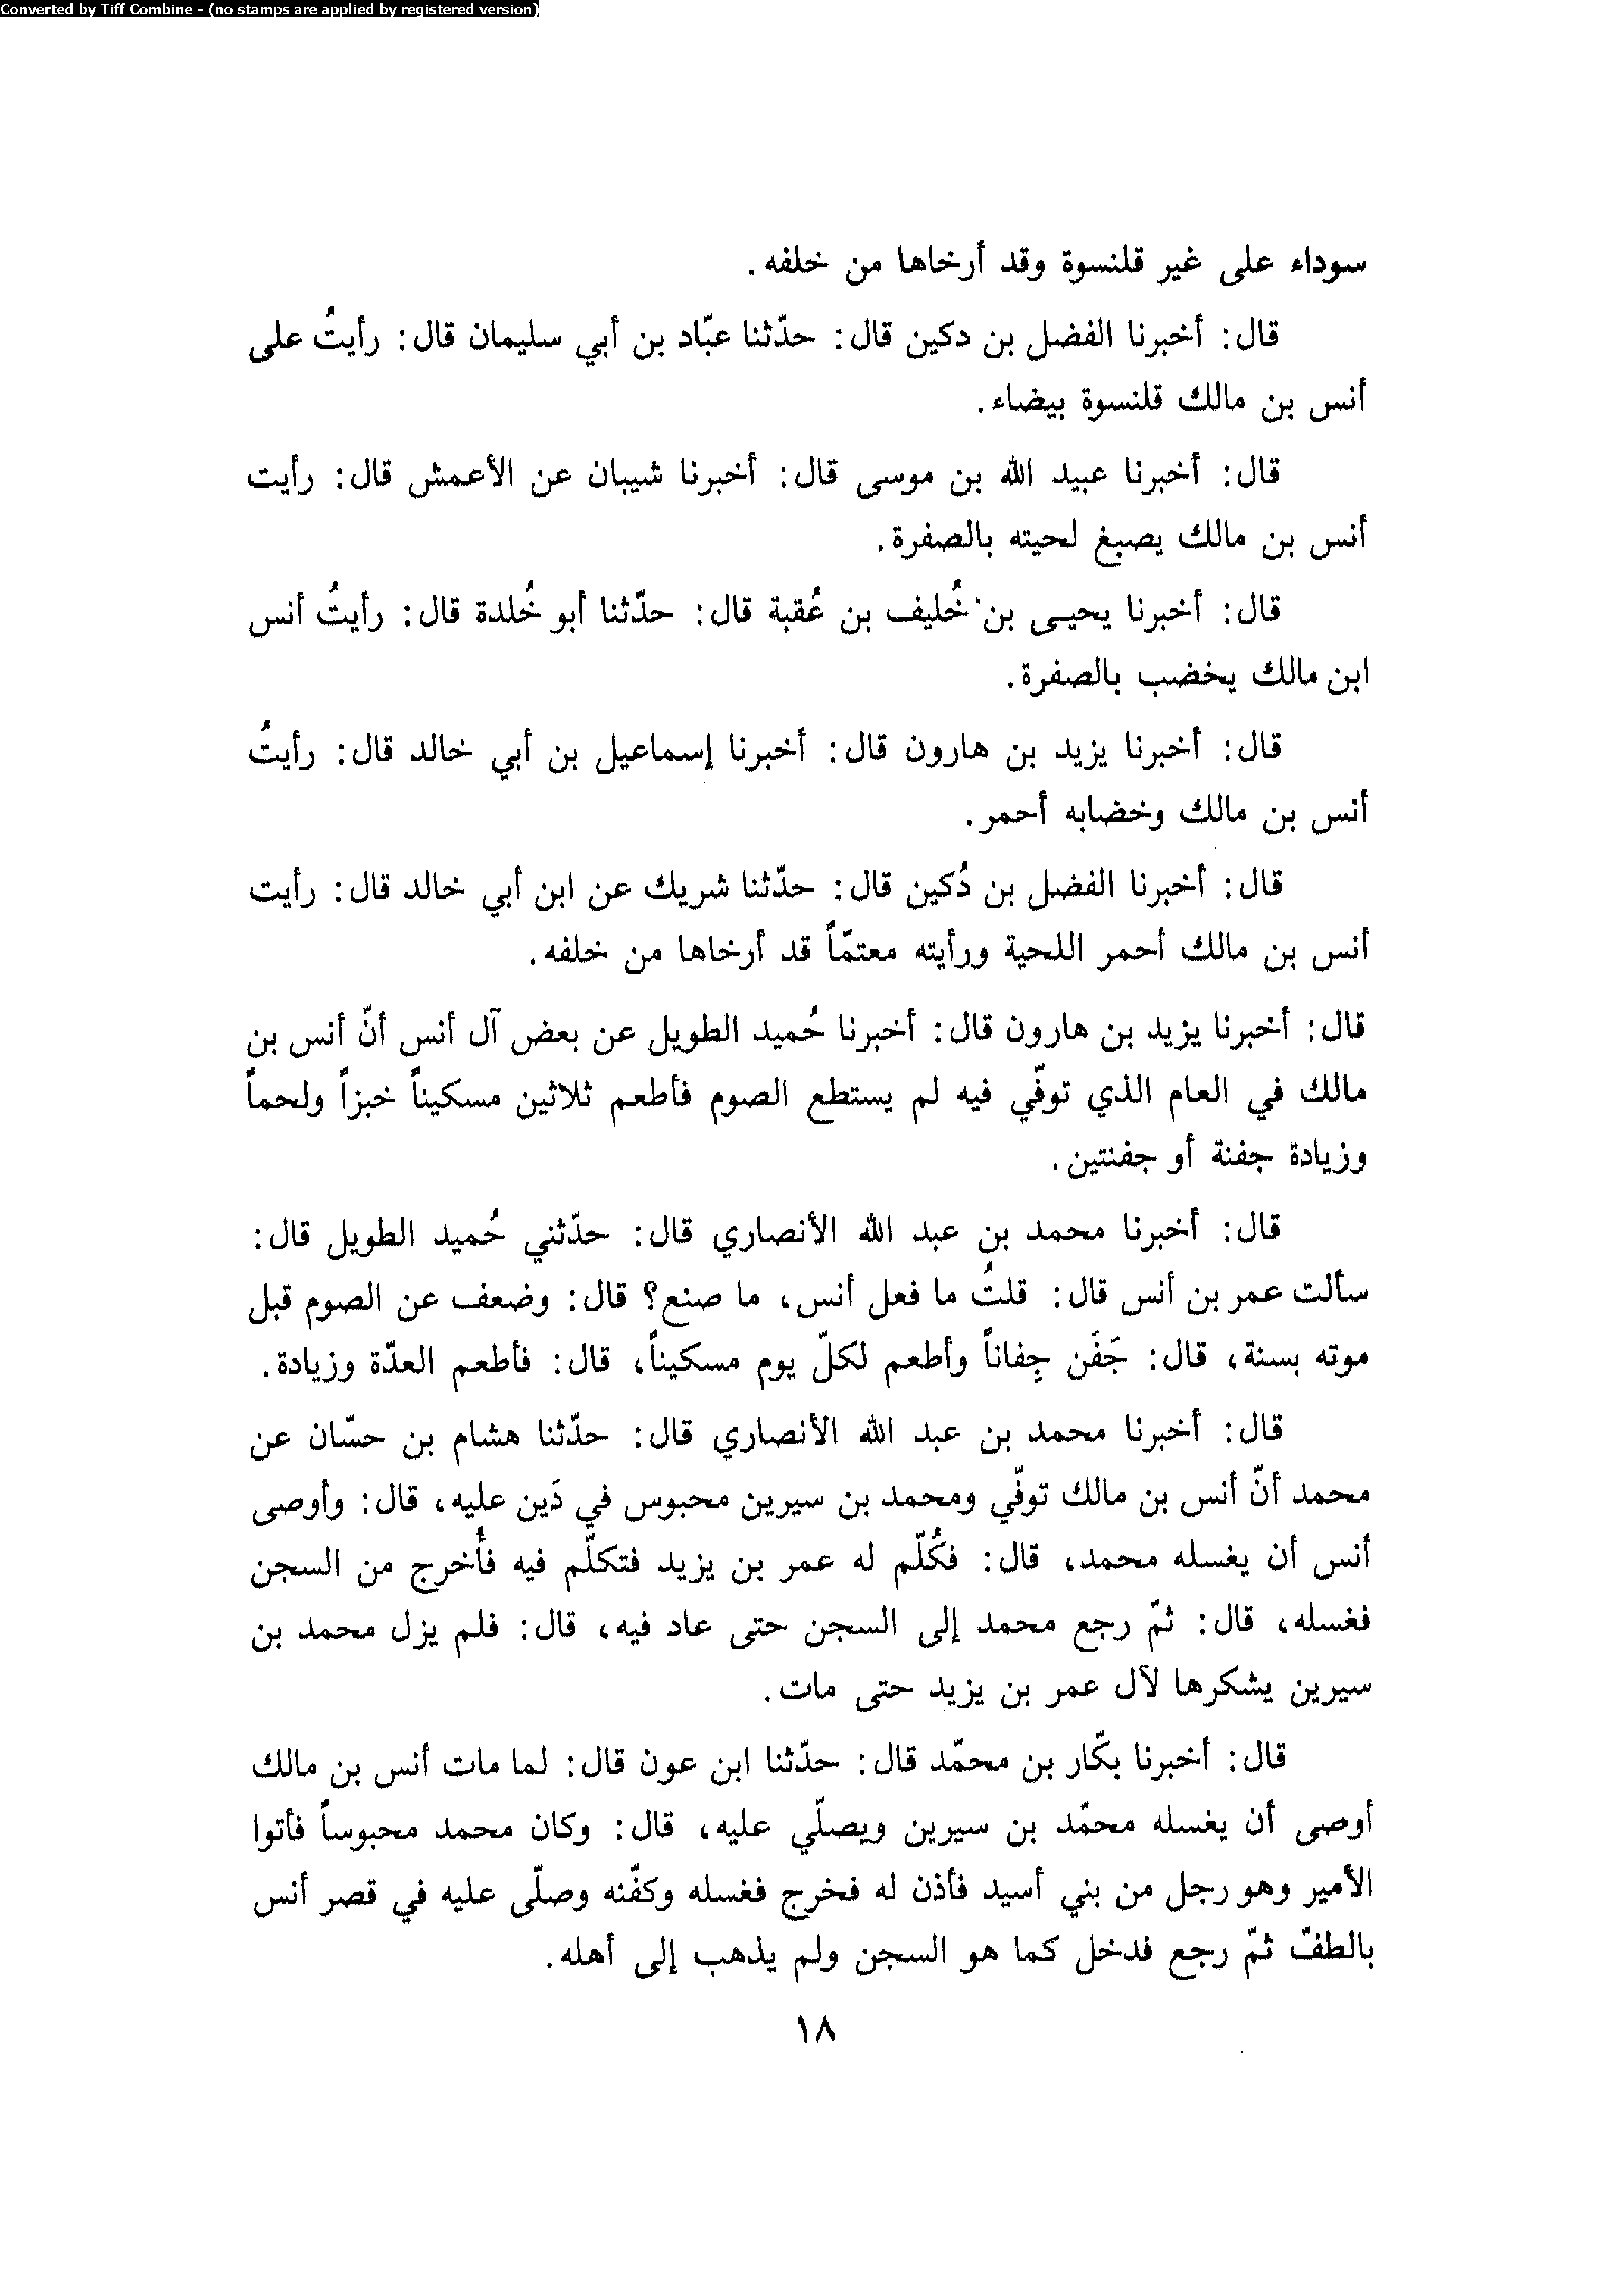 Converted by Tiff Combine - (no stamps are applied by registered version)
سوداء على غير قلنسوة وقد أرخاها من خلفه.
قال: أخبرنا الفضل بن دكين قال: حدّثنا عبّاد بن أبي سليمان قال: رأيتُ على
أنس بن مالك قلنسوة بيضاء.
قال: أخبرنا عبيد الله بن موسى قال: أخبرنا شيبان عن الأعمش قال: رأيت
أنس بن مالك يصبغ لحيته بالصفرة.
قال: أخبرنا يحيـى بن خُليف بن عُقبة قال: حدّثنا أبو خُلدة قال: رأيتُ أنس
ابن مالك يخضب بالصفرة.
قال: أخبرنا يزيد بن هارون قال: أخبرنا إسماعيل بن أبي خالد قال: رأيتُ
أنس بن مالك وخضابه أحمر.
قال: أخبرنا الفضل بن دُكين قال: حدّثنا شريك عن ابن أبي خالد قال: رأيت
أنس بن مالك أحمر اللحية ورأيته معتمّاً قد أرخاها من خلفه.
قال: أخبرنا يزيد بن هارون قال: أخبرنا حُميد الطويل عن بعض آل أنس أنّ أنس بن
مالك في العام الذي توفّي فيه لم يستطع الصوم فأطعم ثلاثين مسكيناً خبزاً ولحماً
وزيادة جفنة أو جفنتين.
قال: أخبرنا محمد بن عبد الله الأنصاري قال: حدّثني حُميد الطويل قال:
سألت عمر بن أنس قال: قلتُ ما فعل أنس، ما صنع؟ قال: وضعف عن الصوم قبل
موته بسنة، قال: جَفَن جِفاناً وأطعم لكلّ يوم مسكيناً، قال: فأطعم العدّة وزيادة.
قال: أخبرنا محمد بن عبد الله الأنصاري قال: حدّثنا هشام بن حسّان عن
محمد أنّ أنس بن مالك توفّي ومحمد بن سيرين محبوس في دَين عليه، قال: وأوصى
أنس أن يغسله محمد، قال: فكُلّم له عمر بن يزيد فتكلّم فيه فأُخرج من السجن
فغسله، قال: ثمّ رجع محمد إلى السجن حتى عاد فيه، قال: فلم يزل محمد بن
سيرين يشكرها لآل عمر بن يزيد حتى مات.
قال: أخبرنا بكّار بن محمّد قال: حدّثنا ابن عون قال: لما مات أنس بن مالك
أوصى أن يغسله محمّد بن سيرين ويصلّي عليه، قال: وكان محمد محبوساً فأتوا
الأمير وهو رجل من بني أسيد فأذن له فخرج فغسله وكفّنه وصلّى عليه في قصر أنس
بالطفّ ثمّ رجع فدخل كما هو السجن ولم يذهب إلى أهله.
١٨